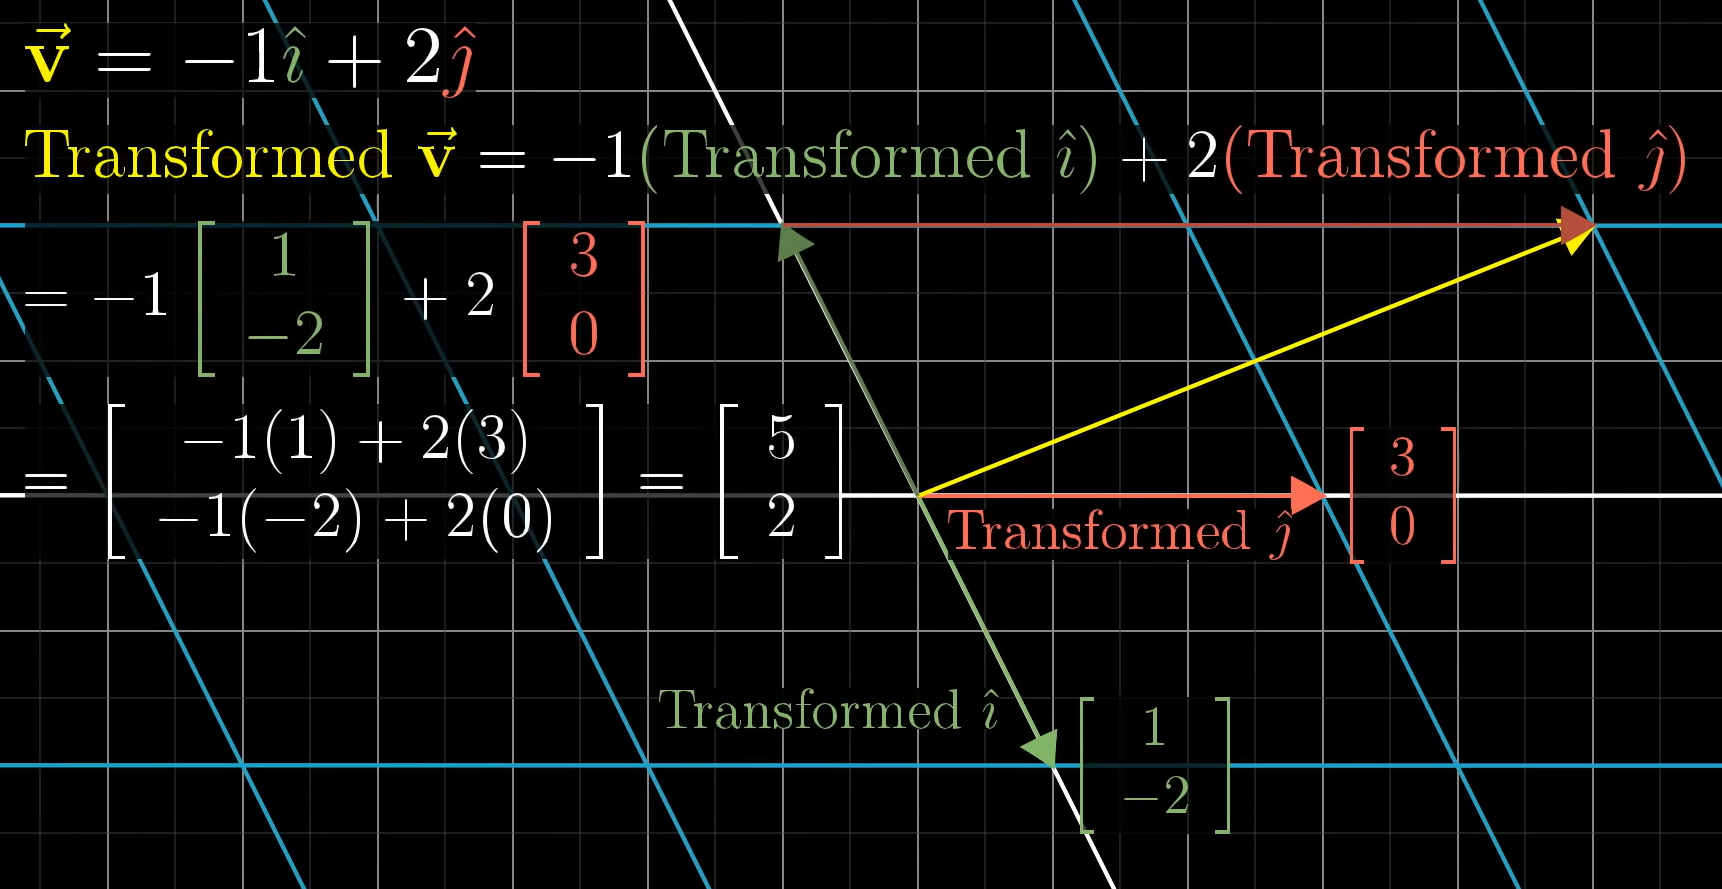 v⃗ = −1î + 2ĵ
Transformed v⃗ = −1(Transformed î) + 2(Transformed ĵ)
= −1 [ 1 −2 ] + 2 [ 3 0 ]
= [ −1(1) + 2(3) −1(−2) + 2(0) ] = [ 5 2 ]
Transformed ĵ [ 3 0 ]
Transformed î [ 1 −2 ]